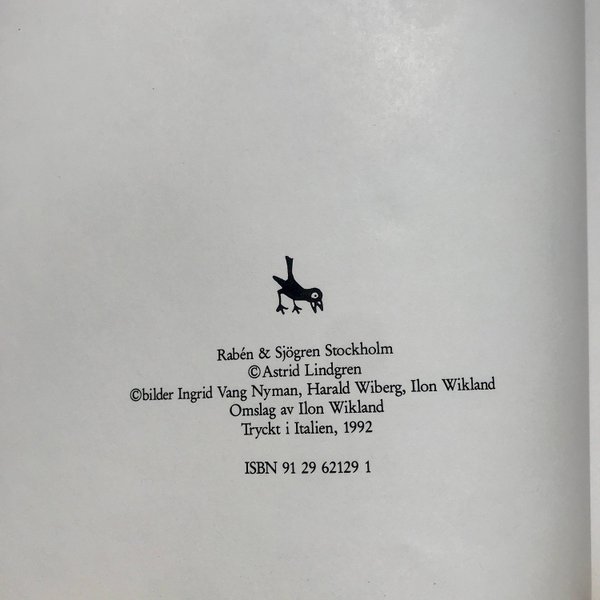 Rabén & Sjögren Stockholm
©Astrid Lindgren
©bilder Ingrid Vang Nyman, Harald Wiberg, Ilon Wikland
Omslag av Ilon Wikland
Tryckt i Italien, 1992
ISBN 91 29 62129 1